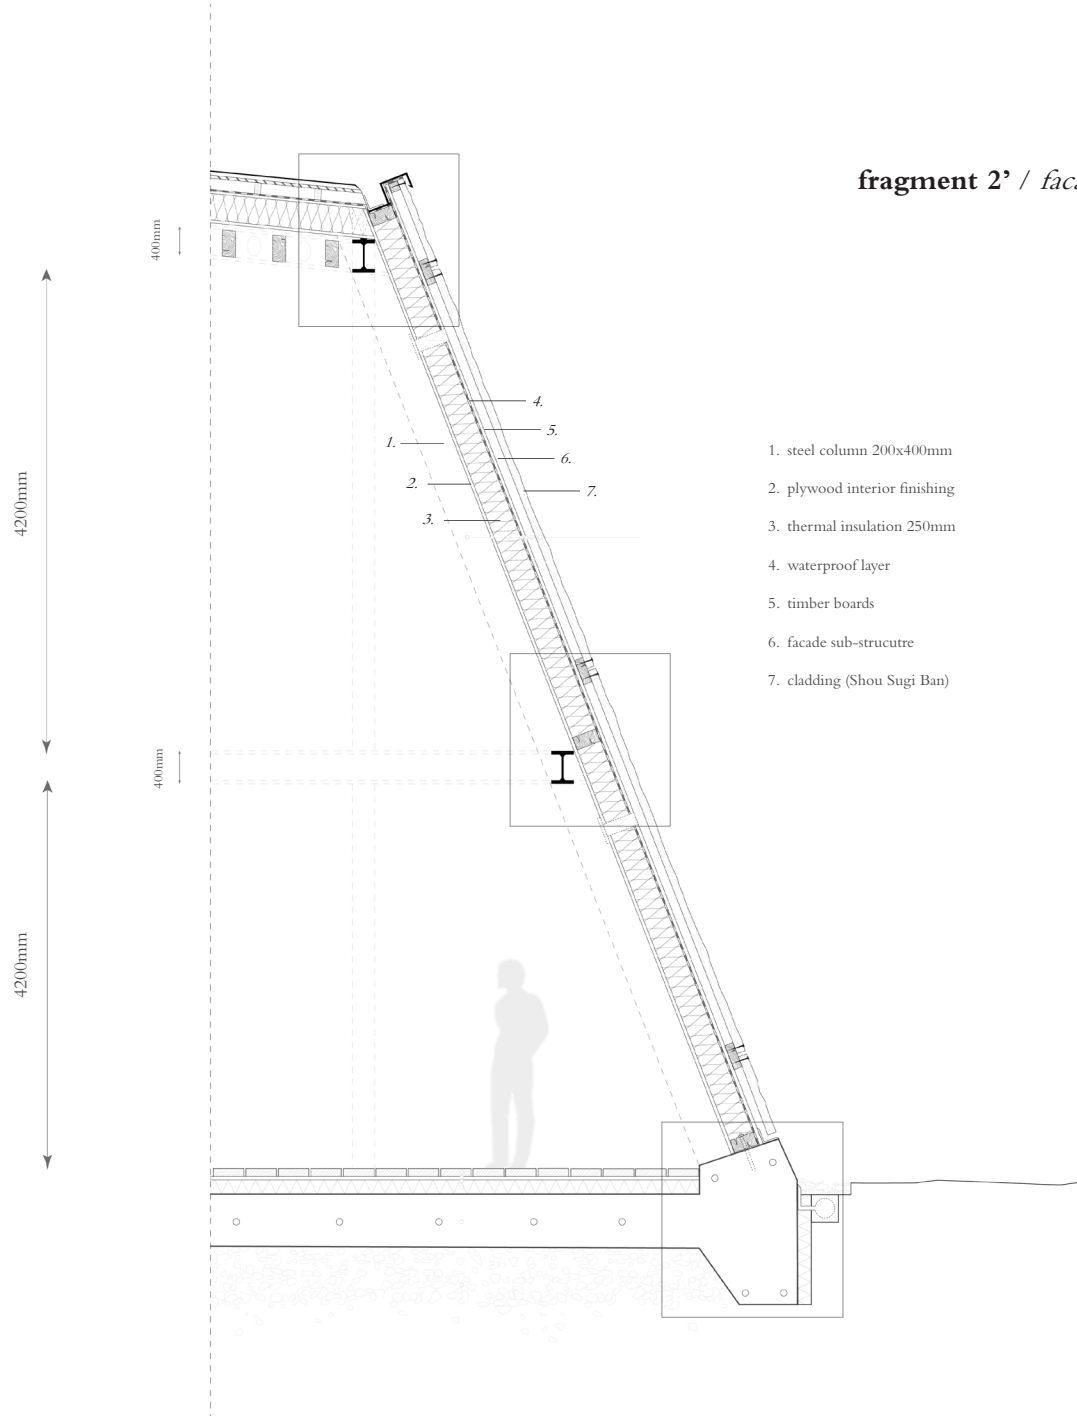 fragment 2’ / faca
400mm
4200mm
4.
5.
1.
6.
2.
7.
3.
1. steel column 200x400mm
2. plywood interior finishing
3. thermal insulation 250mm
4. waterproof layer
5. timber boards
6. facade sub-strucutre
7. cladding (Shou Sugi Ban)
400mm
4200mm